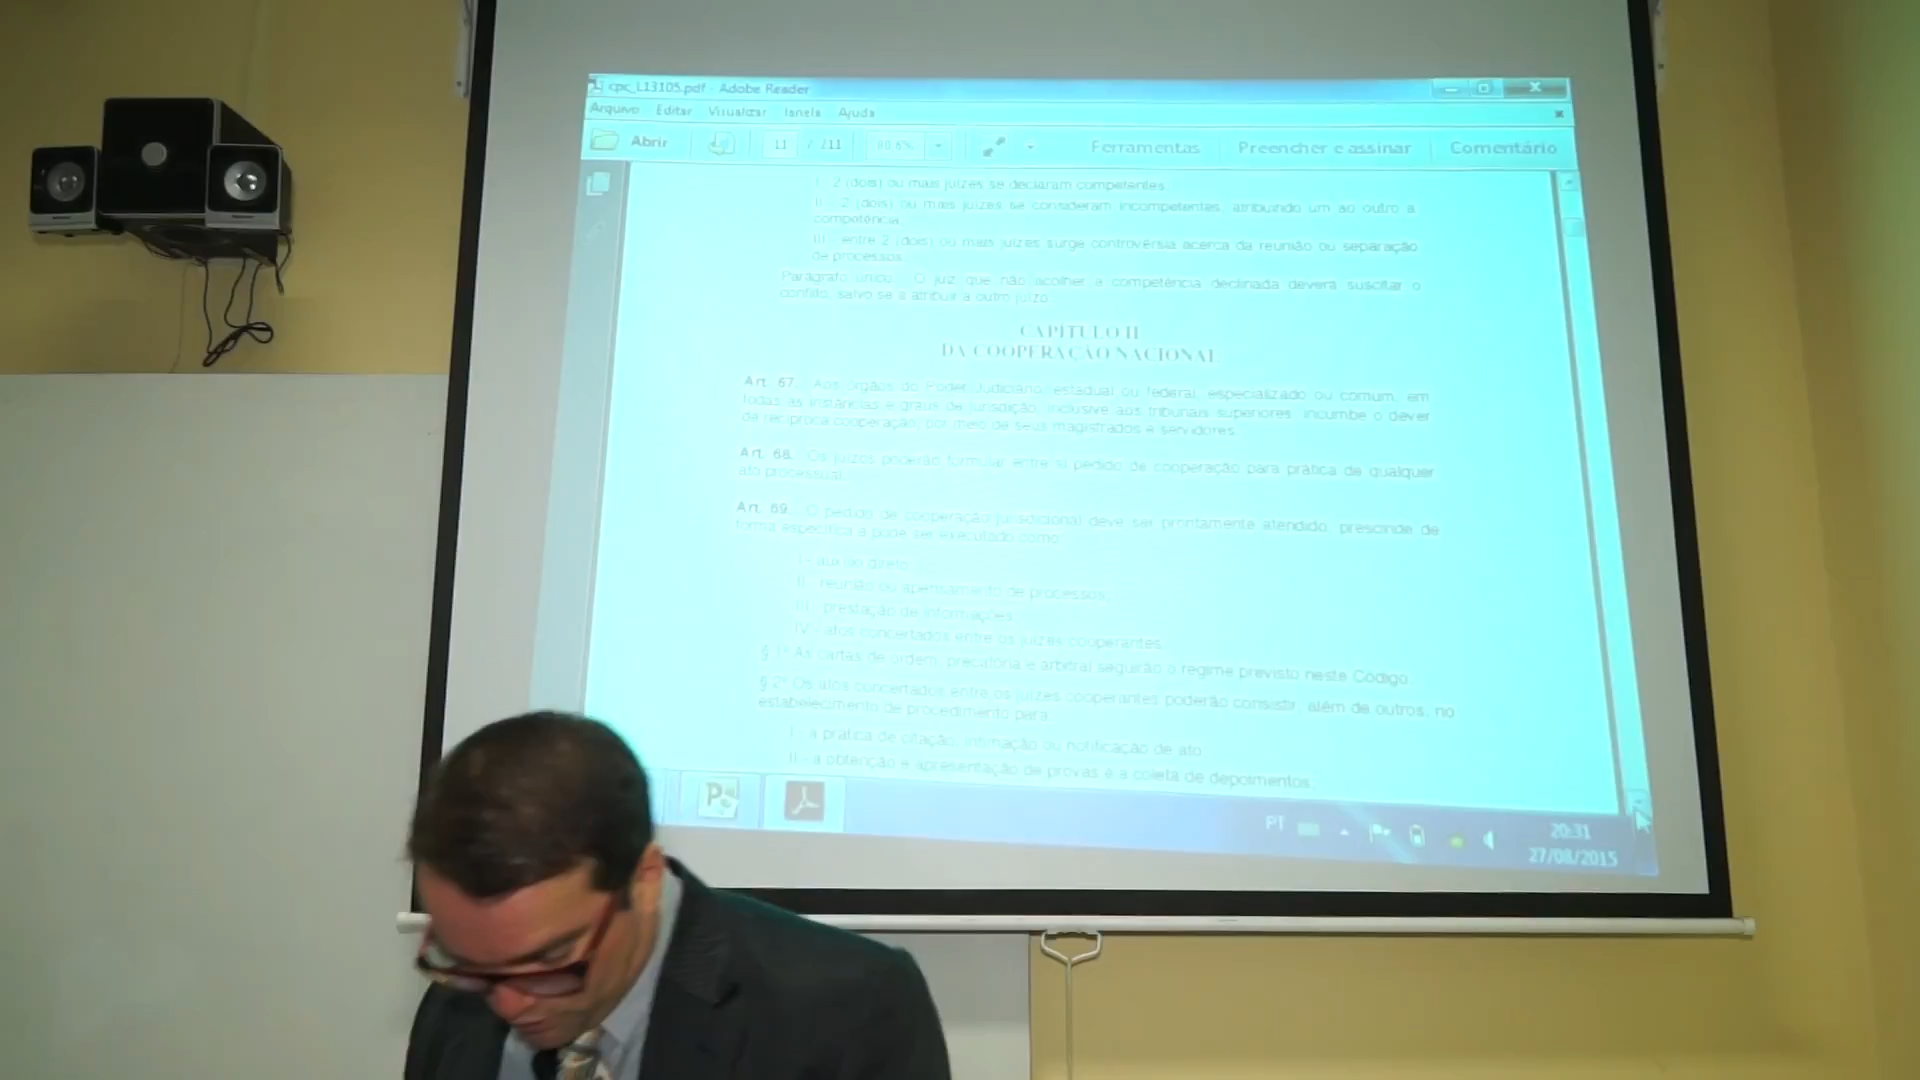 cpc_L13105.pdf - Adobe Reader
Arquivo Editar Visualizar Janela Ajuda
Abrir 11 / 211 80,6% Ferramentas Preencher e assinar Comentário
I - 2 (dois) ou mais juízes se declaram competentes
II - 2 (dois) ou mais juízes se consideram incompetentes, atribuindo um ao outro a
competência;
III - entre 2 (dois) ou mais juízes surge controvérsia acerca da reunião ou separação
de processos.
Parágrafo único. O juiz que não acolher a competência declinada deverá suscitar o
conflito, salvo se a atribuir a outro juízo.
CAPÍTULO II
DA COOPERAÇÃO NACIONAL
Art. 67. Aos órgãos do Poder Judiciário, estadual ou federal, especializado ou comum, em
todas as instâncias e graus de jurisdição, inclusive aos tribunais superiores, incumbe o dever
de recíproca cooperação, por meio de seus magistrados e servidores.
Art. 68. Os juízos poderão formular entre si pedido de cooperação para prática de qualquer
ato processual.
Art. 69. O pedido de cooperação jurisdicional deve ser prontamente atendido, prescinde de
forma específica e pode ser executado como:
I - auxílio direto;
II - reunião ou apensamento de processos;
III - prestação de informações;
IV - atos concertados entre os juízes cooperantes.
§ 1º As cartas de ordem, precatória e arbitral seguirão o regime previsto neste Código.
§ 2º Os atos concertados entre os juízes cooperantes poderão consistir, além de outros, no
estabelecimento de procedimento para:
I - a prática de citação, intimação ou notificação de ato;
II - a obtenção e apresentação de provas e a coleta de depoimentos;
PT 20:31
27/08/2015